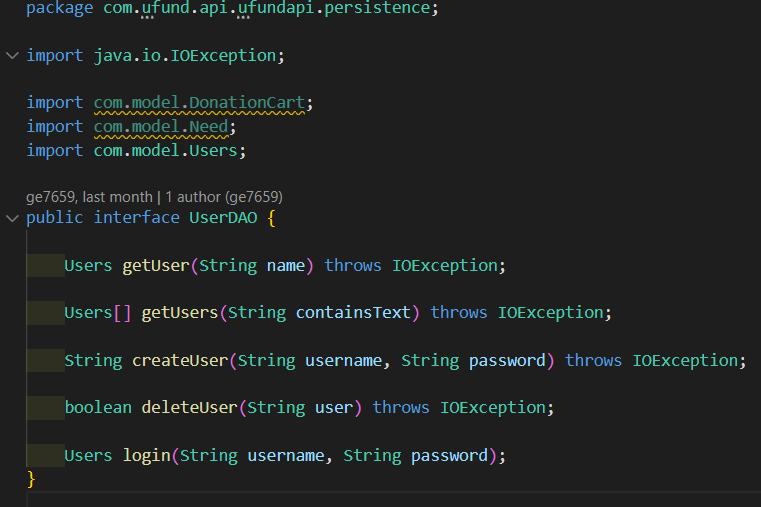 package com.ufund.api.ufundapi.persistence;
import java.io.IOException;
import com.model.DonationCart;
import com.model.Need;
import com.model.Users;
ge7659, last month | 1 author (ge7659)
public interface UserDAO {
Users getUser(String name) throws IOException;
Users[] getUsers(String containsText) throws IOException;
String createUser(String username, String password) throws IOException;
boolean deleteUser(String user) throws IOException;
Users login(String username, String password);
}